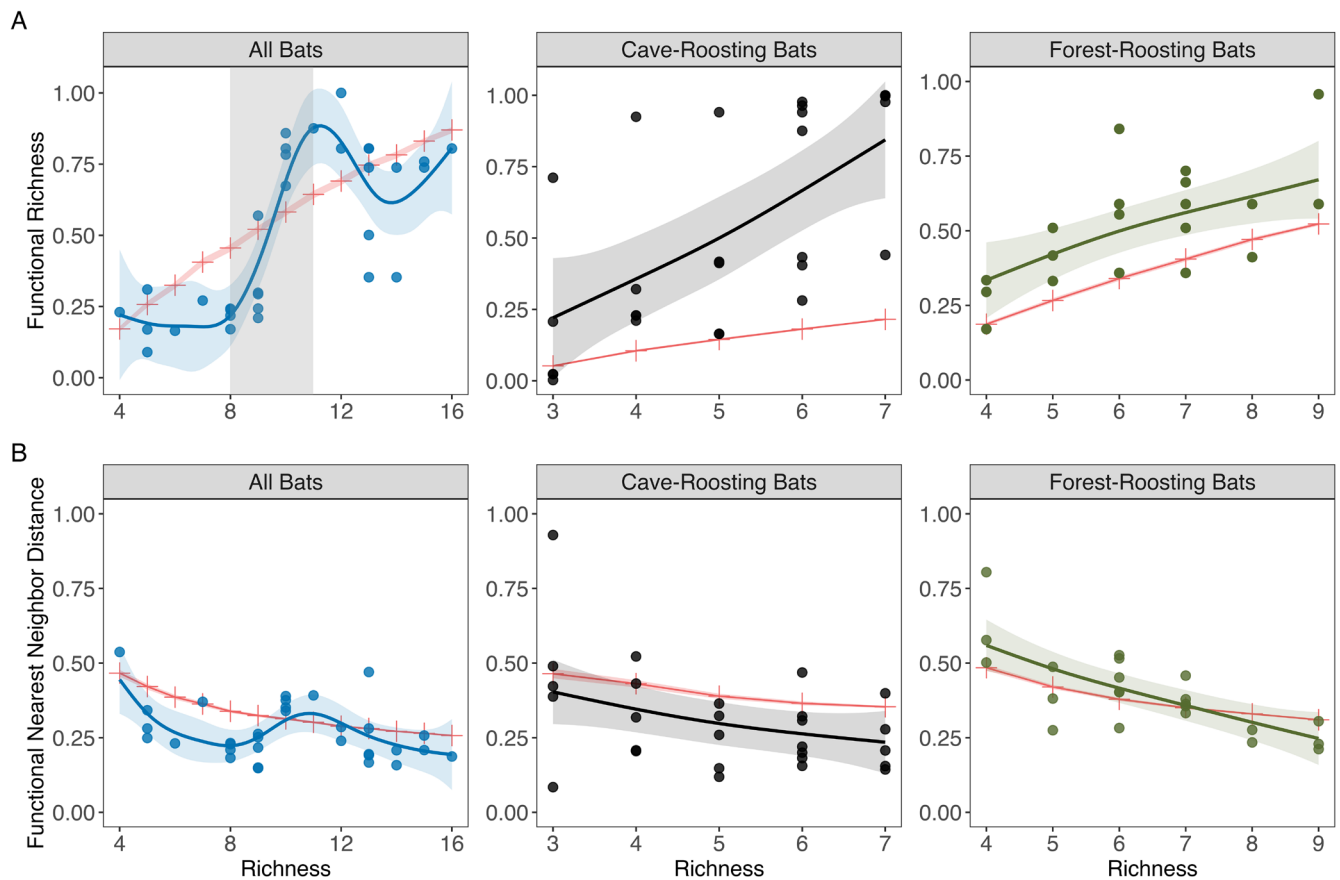 A
All Bats
Cave-Roosting Bats
Forest-Roosting Bats
Functional Richness
1.00
0.75
0.50
0.25
0.00
4 8 12 16
1.00
0.75
0.50
0.25
0.00
3 4 5 6 7
1.00
0.75
0.50
0.25
0.00
4 5 6 7 8 9
B
All Bats
Cave-Roosting Bats
Forest-Roosting Bats
Functional Nearest Neighbor Distance
1.00
0.75
0.50
0.25
0.00
4 8 12 16
Richness
1.00
0.75
0.50
0.25
0.00
3 4 5 6 7
Richness
1.00
0.75
0.50
0.25
0.00
4 5 6 7 8 9
Richness